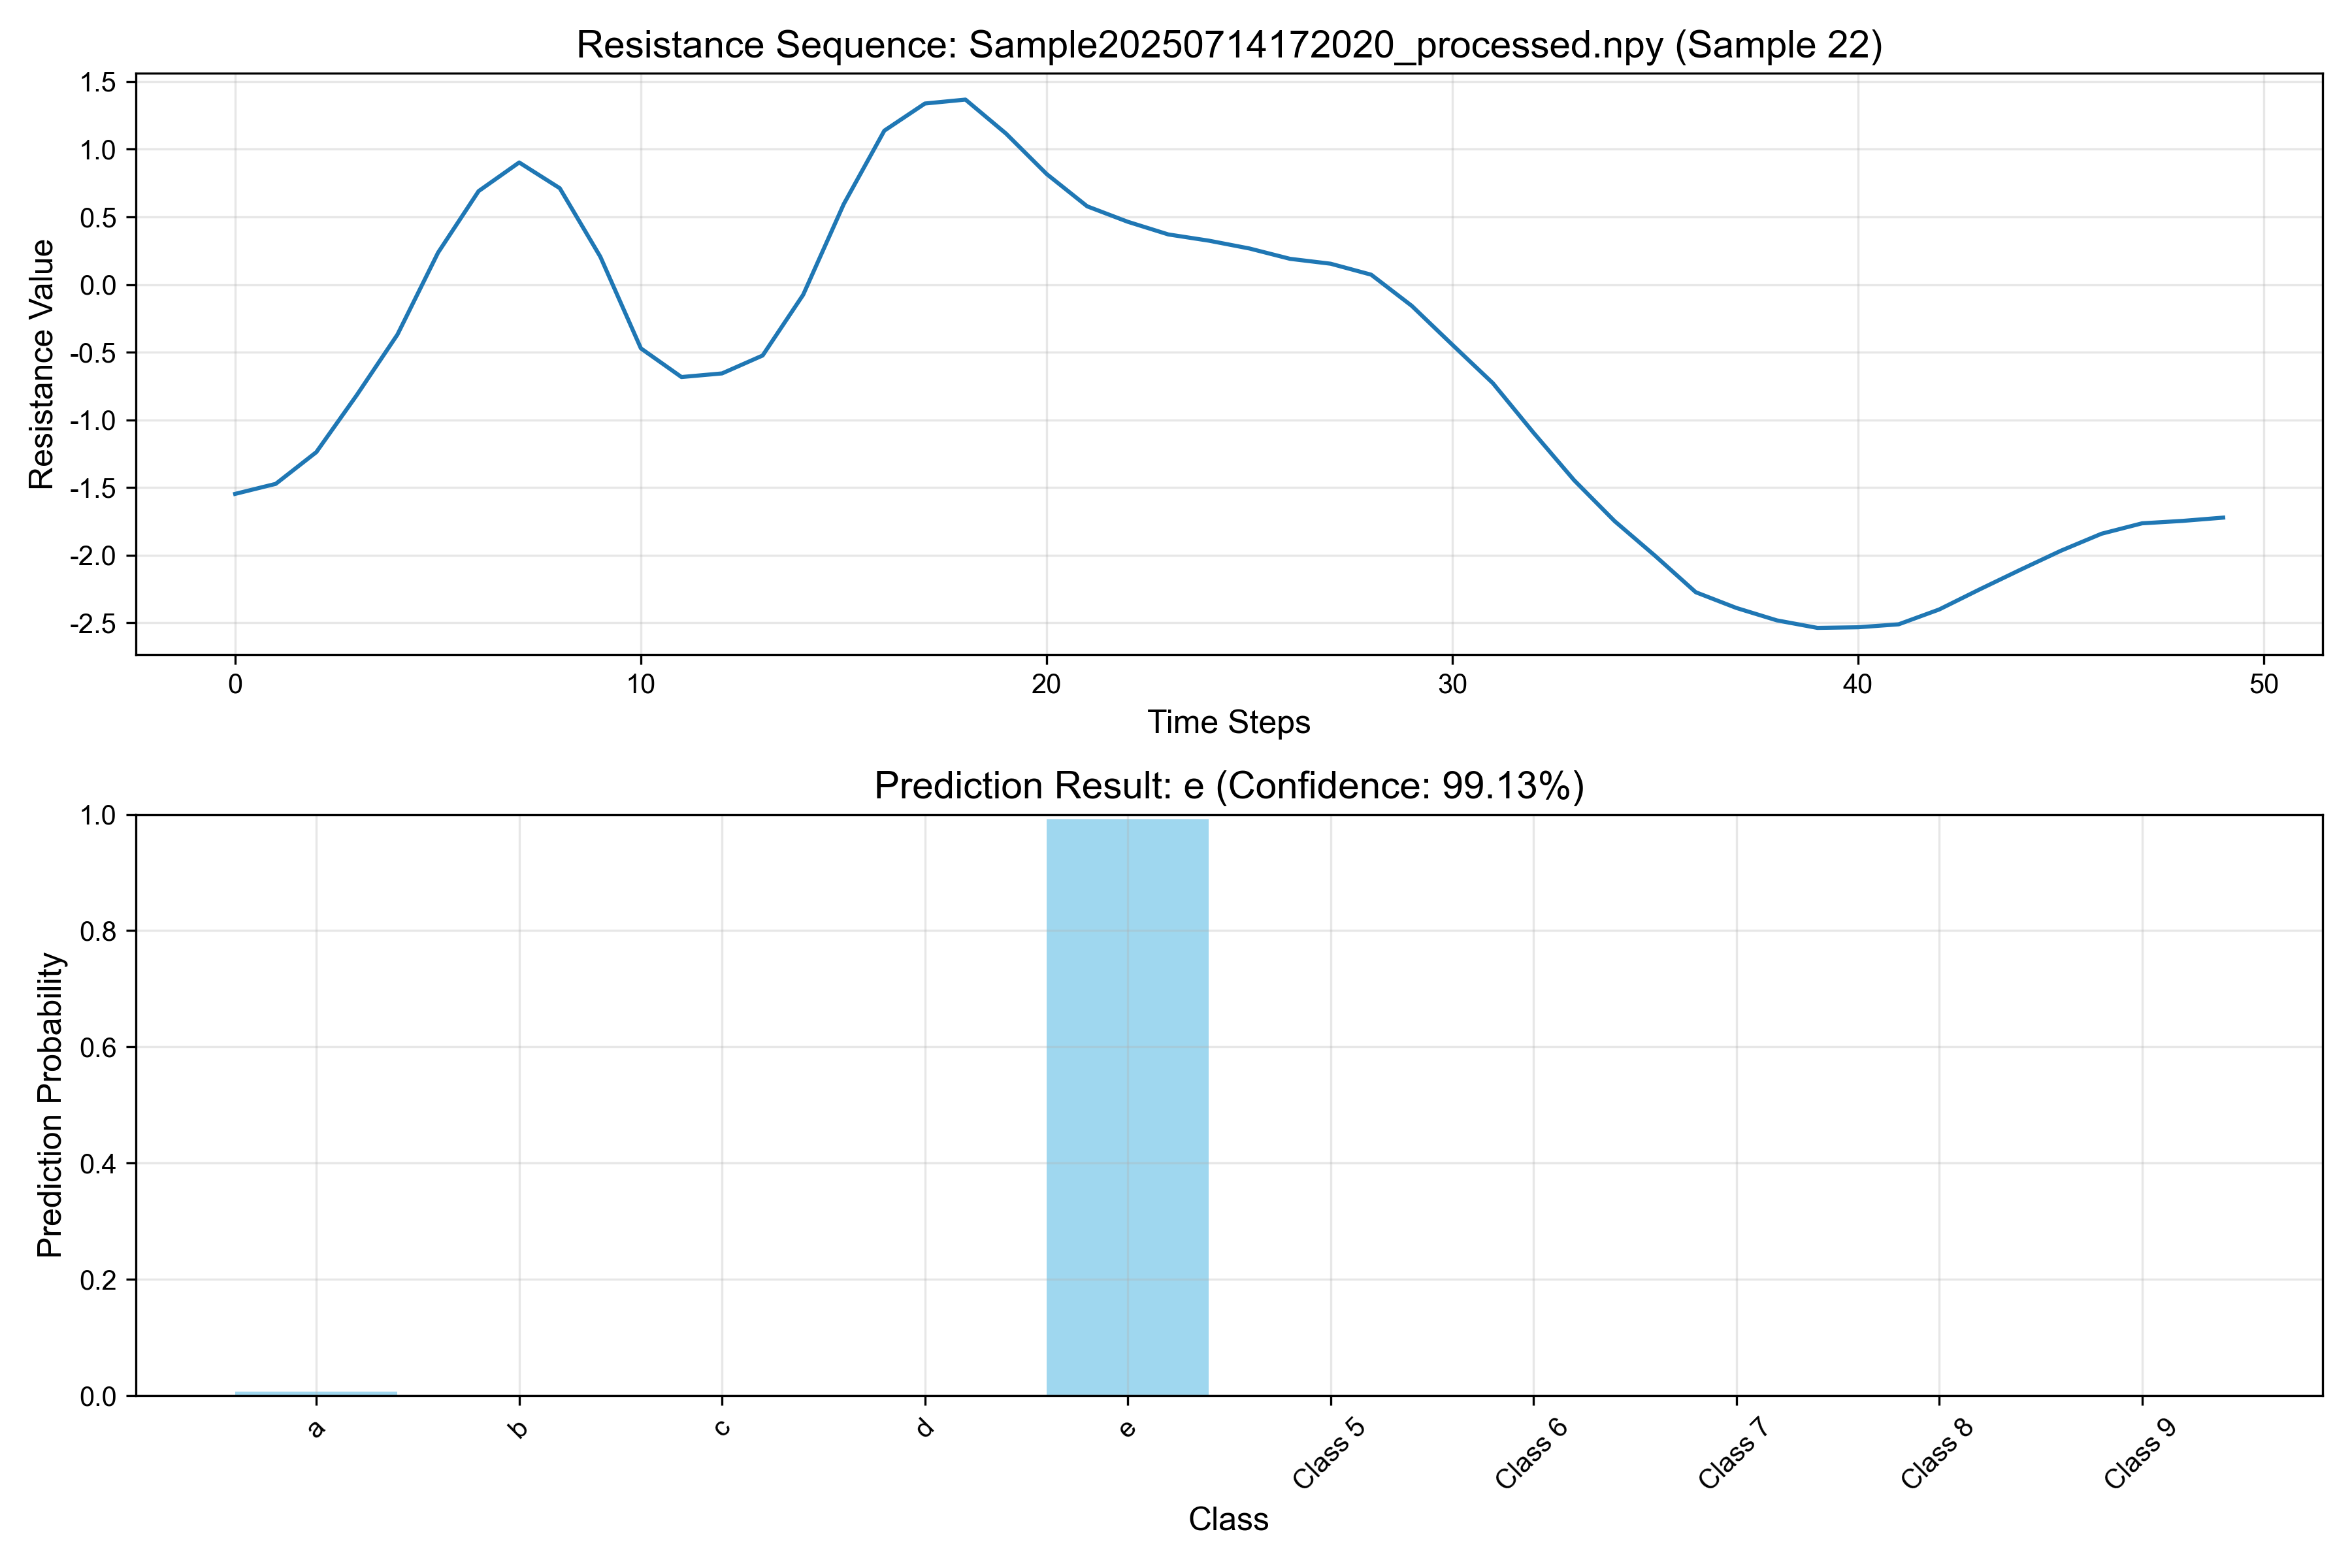 Resistance Sequence: Sample20250714172020_processed.npy (Sample 22)
Resistance Value
1.5
1.0
0.5
0.0
-0.5
-1.0
-1.5
-2.0
-2.5
0 10 20 30 40 50
Time Steps
Prediction Result: e (Confidence: 99.13%)
Prediction Probability
1.0
0.8
0.6
0.4
0.2
0.0
a b c d e Class 5 Class 6 Class 7 Class 8 Class 9
Class